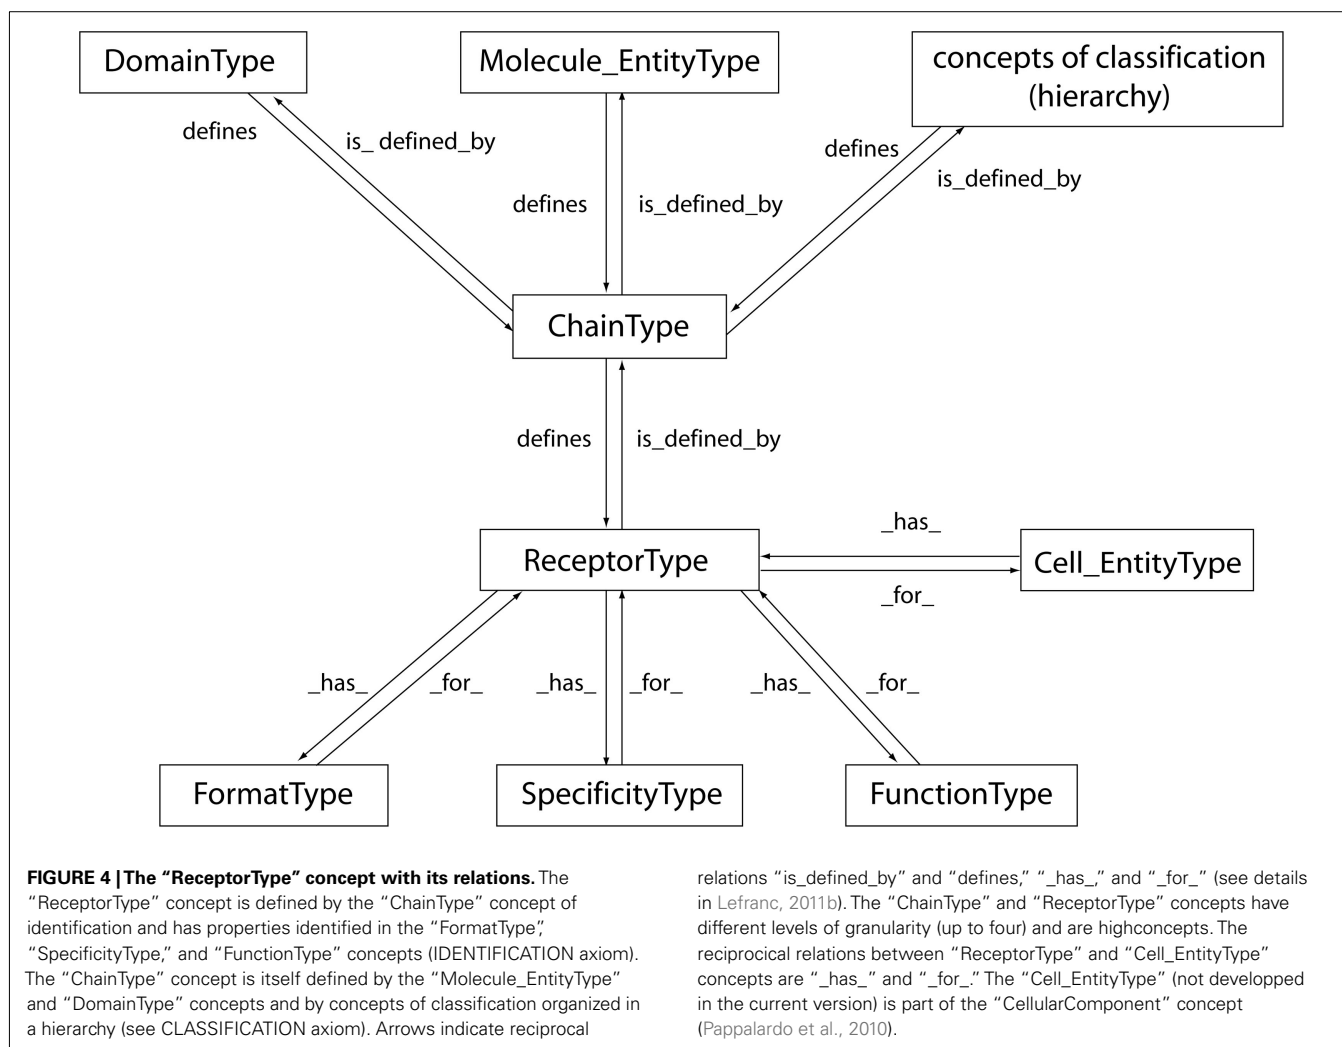 DomainType
Molecule_EntityType
concepts of classification
(hierarchy)
defines
is_ defined_by
defines
is_defined_by
defines
is_defined_by
ChainType
defines
is_defined_by
ReceptorType
_has_
Cell_EntityType
_for_
_has_
_for_
_has_
_for_
_has_
_for_
FormatType
SpecificityType
FunctionType
FIGURE 4 | The “ReceptorType” concept with its relations. The
“ReceptorType” concept is defined by the “ChainType” concept of
identification and has properties identified in the “FormatType”,
“SpecificityType,” and “FunctionType” concepts (IDENTIFICATION axiom).
The “ChainType” concept is itself defined by the “Molecule_EntityType”
and “DomainType” concepts and by concepts of classification organized in
a hierarchy (see CLASSIFICATION axiom). Arrows indicate reciprocal
relations “is_defined_by” and “defines,” “_has_,” and “_for_” (see details
in Lefranc, 2011b). The “ChainType” and “ReceptorType” concepts have
different levels of granularity (up to four) and are highconcepts. The
reciprocical relations between “ReceptorType” and “Cell_EntityType”
concepts are “_has_” and “_for_.” The “Cell_EntityType” (not developped
in the current version) is part of the “CellularComponent” concept
(Pappalardo et al., 2010).